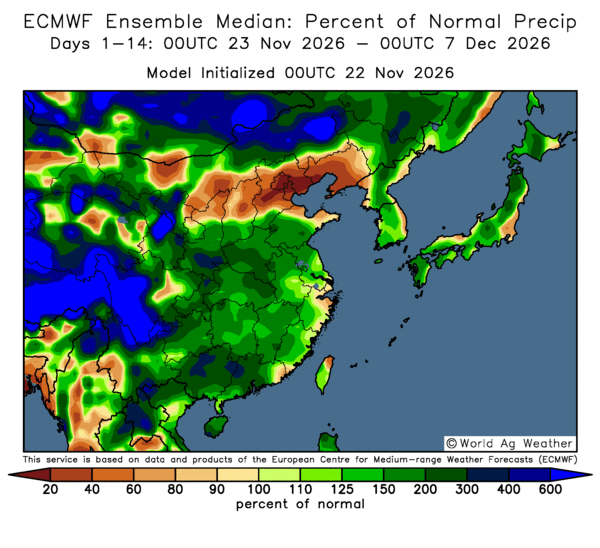 ECMWF Ensemble Median: Percent of Normal Precip
Days 1-14: 00UTC 23 Nov 2026 - 00UTC 7 Dec 2026
Model Initialized 00UTC 22 Nov 2026
© World Ag Weather
This service is based on data and products of the European Centre for Medium-range Weather Forecasts (ECMWF)
20 40 60 80 90 100 110 125 150 200 300 400 600
percent of normal